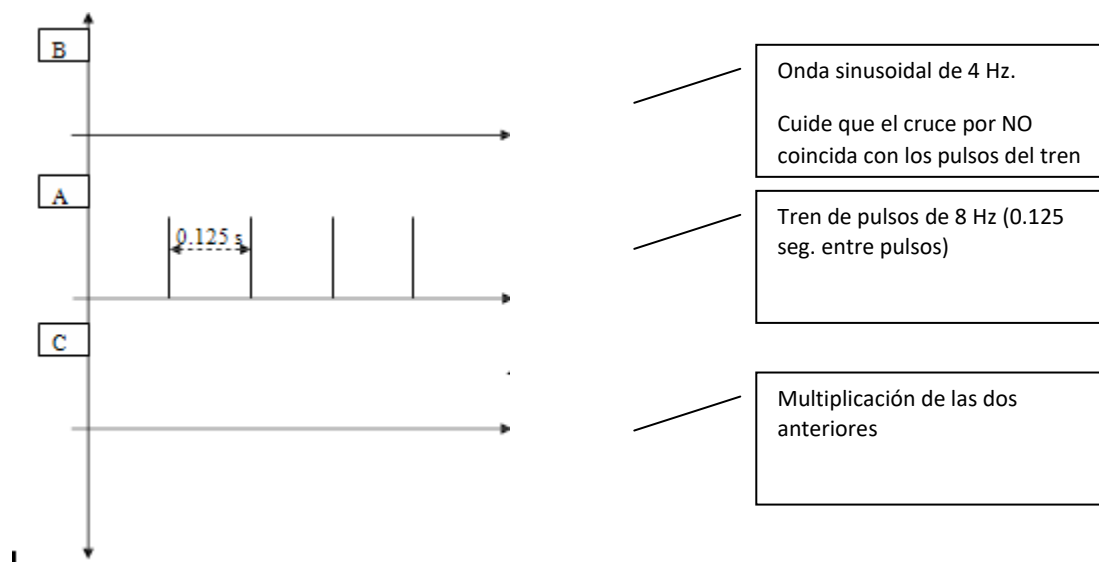 B
Onda sinusoidal de 4 Hz.
Cuide que el cruce por NO
coincida con los pulsos del tren
A
0.125 s
Tren de pulsos de 8 Hz (0.125
seg. entre pulsos)
C
Multiplicación de las dos
anteriores